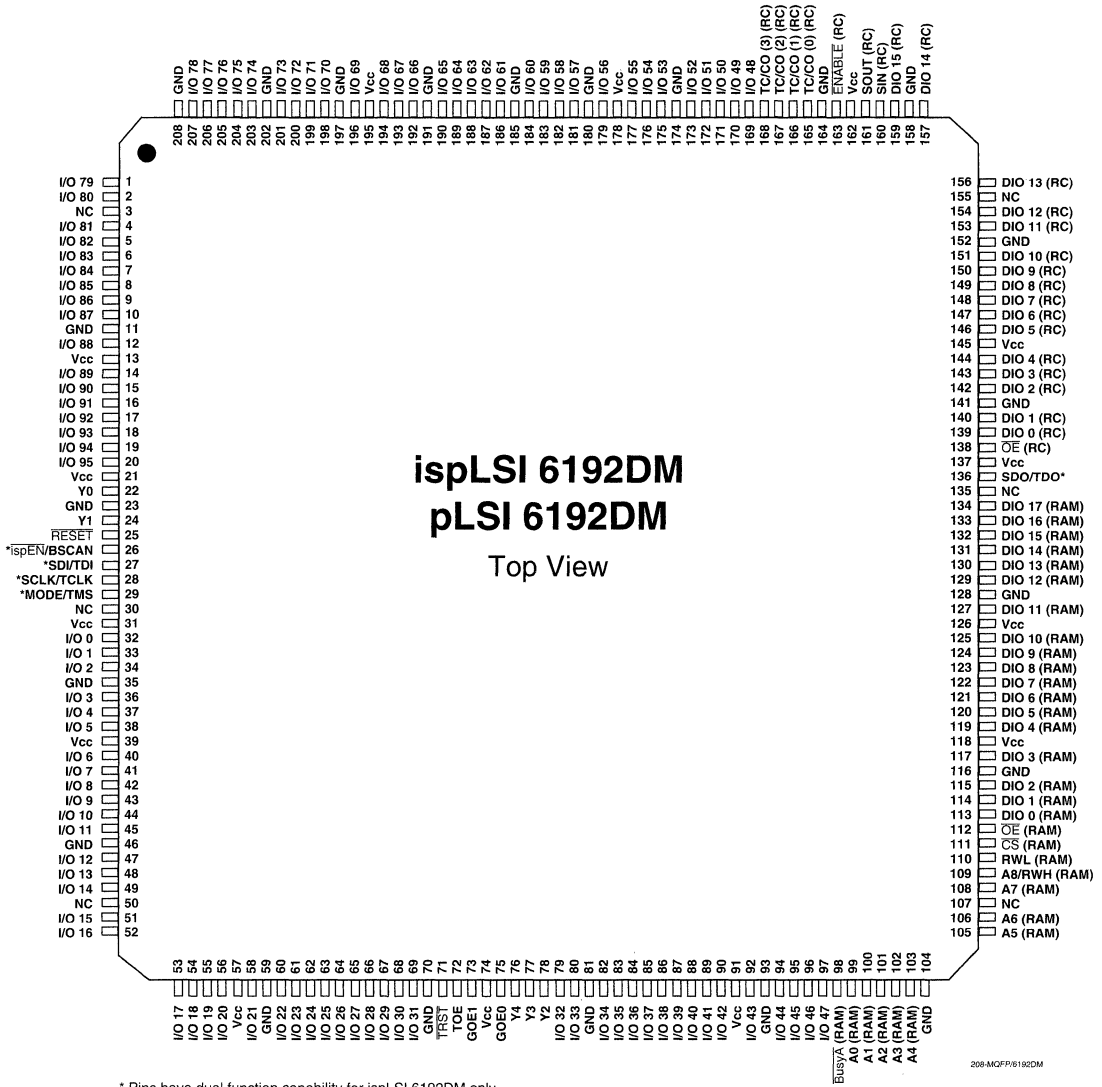 GND I/O 78 I/O 77 I/O 76 I/O 75 I/O 74 GND I/O 73 I/O 72 I/O 71 I/O 70 GND I/O 69 Vcc I/O 68 I/O 67 I/O 66 GND I/O 65 I/O 64 I/O 63 I/O 62 I/O 61 GND I/O 60 I/O 59 I/O 58 I/O 57 GND I/O 56 Vcc I/O 55 I/O 54 I/O 53 GND I/O 52 I/O 51 I/O 50 I/O 49 I/O 48 TC/CO (3) (RC) TC/CO (2) (RC) TC/CO (1) (RC) TC/CO (0) (RC) GND ENABLE (RC) Vcc SOUT (RC) SIN (RC) DIO 15 (RC) GND DIO 14 (RC)
208 207 206 205 204 203 202 201 200 199 198 197 196 195 194 193 192 191 190 189 188 187 186 185 184 183 182 181 180 179 178 177 176 175 174 173 172 171 170 169 168 167 166 165 164 163 162 161 160 159 158 157
I/O 79 1
I/O 80 2
NC 3
I/O 81 4
I/O 82 5
I/O 83 6
I/O 84 7
I/O 85 8
I/O 86 9
I/O 87 10
GND 11
I/O 88 12
Vcc 13
I/O 89 14
I/O 90 15
I/O 91 16
I/O 92 17
I/O 93 18
I/O 94 19
I/O 95 20
Vcc 21
Y0 22
GND 23
Y1 24
RESET 25
*ispEN/BSCAN 26
*SDI/TDI 27
*SCLK/TCLK 28
*MODE/TMS 29
NC 30
Vcc 31
I/O 0 32
I/O 1 33
I/O 2 34
GND 35
I/O 3 36
I/O 4 37
I/O 5 38
Vcc 39
I/O 6 40
I/O 7 41
I/O 8 42
I/O 9 43
I/O 10 44
I/O 11 45
GND 46
I/O 12 47
I/O 13 48
I/O 14 49
NC 50
I/O 15 51
I/O 16 52
ispLSI 6192DM
pLSI 6192DM
Top View
156 DIO 13 (RC)
155 NC
154 DIO 12 (RC)
153 DIO 11 (RC)
152 GND
151 DIO 10 (RC)
150 DIO 9 (RC)
149 DIO 8 (RC)
148 DIO 7 (RC)
147 DIO 6 (RC)
146 DIO 5 (RC)
145 Vcc
144 DIO 4 (RC)
143 DIO 3 (RC)
142 DIO 2 (RC)
141 GND
140 DIO 1 (RC)
139 DIO 0 (RC)
138 OE (RC)
137 Vcc
136 SDO/TDO*
135 NC
134 DIO 17 (RAM)
133 DIO 16 (RAM)
132 DIO 15 (RAM)
131 DIO 14 (RAM)
130 DIO 13 (RAM)
129 DIO 12 (RAM)
128 GND
127 DIO 11 (RAM)
126 Vcc
125 DIO 10 (RAM)
124 DIO 9 (RAM)
123 DIO 8 (RAM)
122 DIO 7 (RAM)
121 DIO 6 (RAM)
120 DIO 5 (RAM)
119 DIO 4 (RAM)
118 Vcc
117 DIO 3 (RAM)
116 GND
115 DIO 2 (RAM)
114 DIO 1 (RAM)
113 DIO 0 (RAM)
112 OE (RAM)
111 CS (RAM)
110 RWL (RAM)
109 A8/RWH (RAM)
108 A7 (RAM)
107 NC
106 A6 (RAM)
105 A5 (RAM)
53 54 55 56 57 58 59 60 61 62 63 64 65 66 67 68 69 70 71 72 73 74 75 76 77 78 79 80 81 82 83 84 85 86 87 88 89 90 91 92 93 94 95 96 97 98 99 100 101 102 103 104
I/O 17 I/O 18 I/O 19 I/O 20 Vcc I/O 21 GND I/O 22 I/O 23 I/O 24 I/O 25 I/O 26 I/O 27 I/O 28 I/O 29 I/O 30 I/O 31 GND TRST TOE GOE1 Vcc GOE0 Y4 Y3 Y2 I/O 32 I/O 33 GND I/O 34 I/O 35 I/O 36 I/O 37 I/O 38 I/O 39 I/O 40 I/O 41 I/O 42 Vcc I/O 43 GND I/O 44 I/O 45 I/O 46 I/O 47 BusyA (RAM) A0 (RAM) A1 (RAM) A2 (RAM) A3 (RAM) A4 (RAM) GND
208-MQFP/6192DM
* Pins have dual function capability for ispLSI 6192DM only